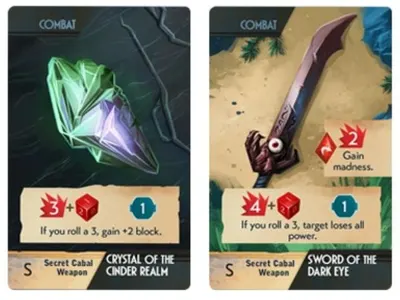 COMBAT
3 + 1
If you roll a 3, gain +2 block.
S
Secret Cabal
Weapon
CRYSTAL OF THE
CINDER REALM
COMBAT
2
Gain
madness.
4 + 1
If you roll a 3, target loses all
power.
S
Secret Cabal
Weapon
SWORD OF THE
DARK EYE